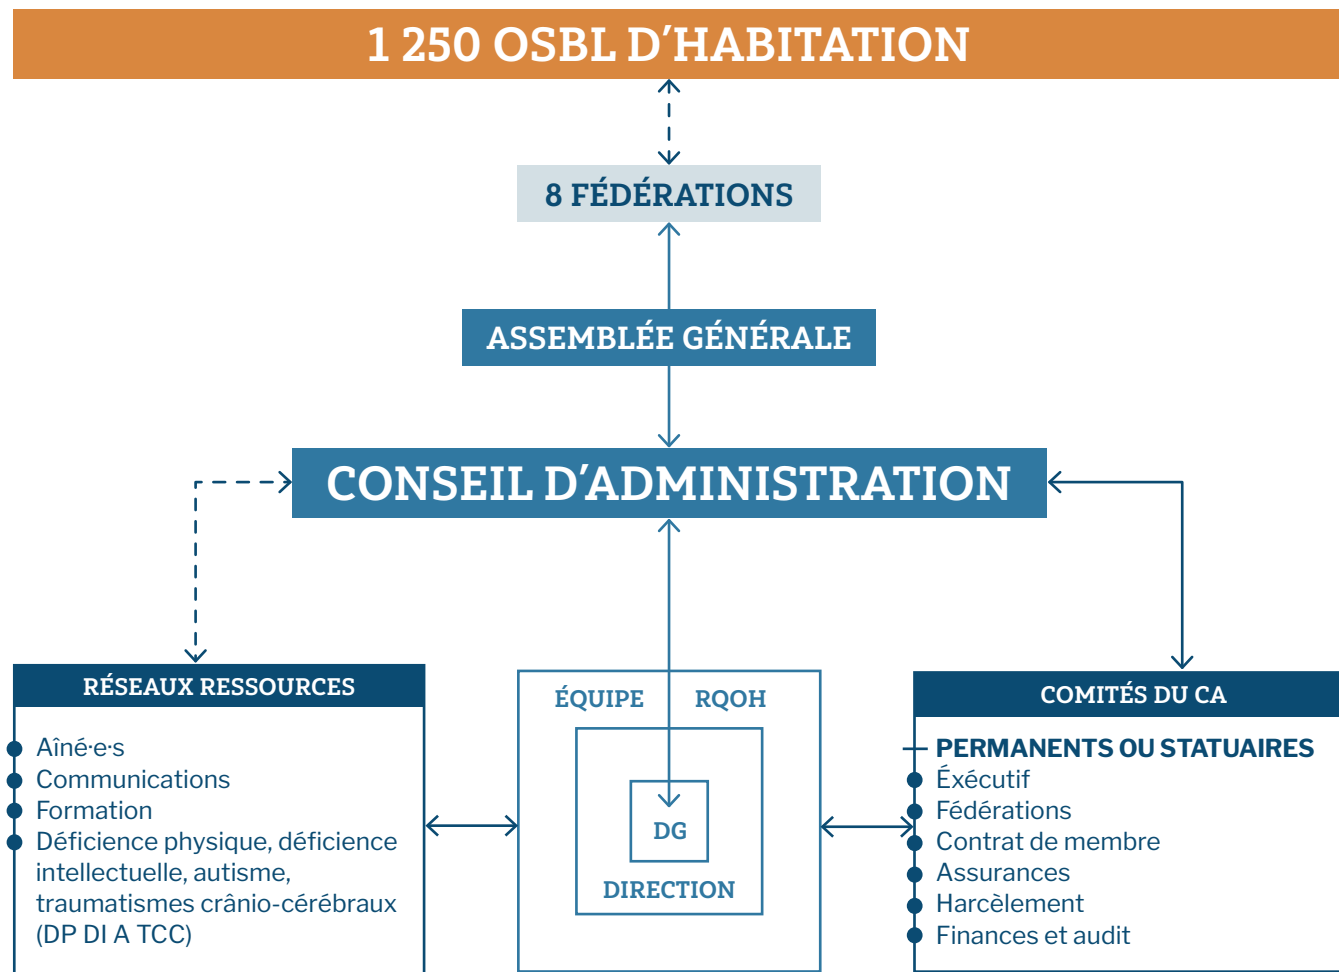 1 250 OSBL D’HABITATION
8 FÉDÉRATIONS
ASSEMBLÉE GÉNÉRALE
CONSEIL D’ADMINISTRATION
RÉSEAUX RESSOURCES
Aîné·e·s
Communications
Formation
Déficience physique, déficience
intellectuelle, autisme,
traumatismes crânio-cérébraux
(DP DI A TCC)
ÉQUIPE RQOH
DG
DIRECTION
COMITÉS DU CA
PERMANENTS OU STATUAIRES
Éxécutif
Fédérations
Contrat de membre
Assurances
Harcèlement
Finances et audit